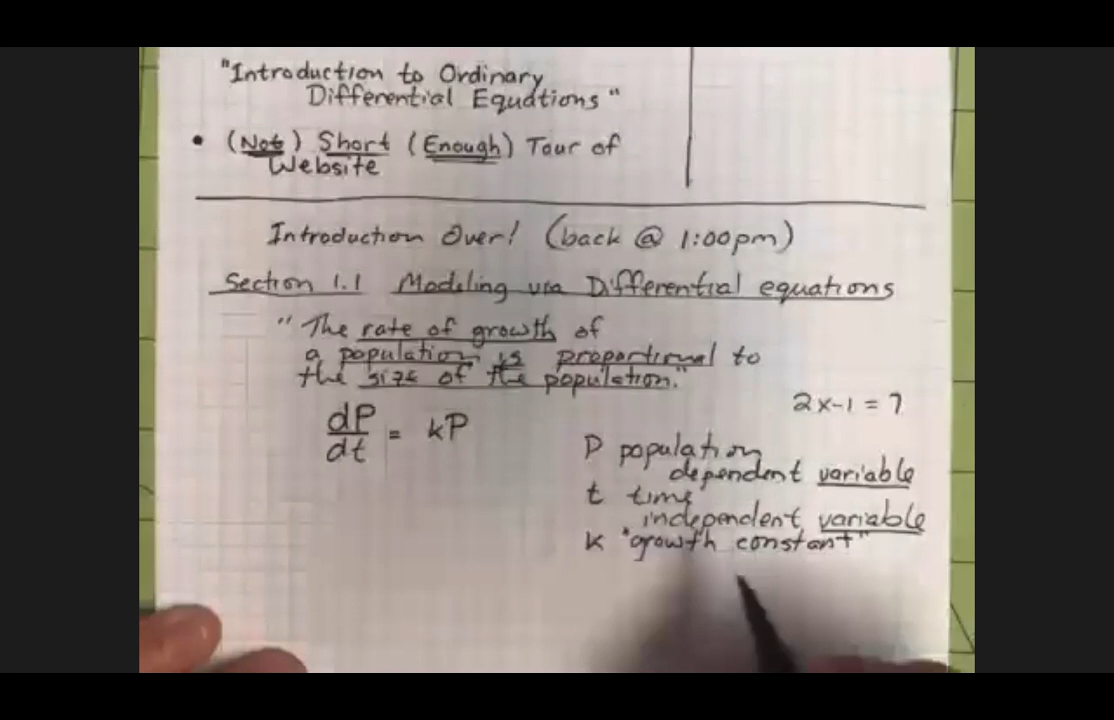 "Introduction to Ordinary
Differential Equations"
• (Not) Short (Enough) Tour of
Website
Introduction Over! (back @ 1:00pm)
Section 1.1 Modeling via Differential equations
"The rate of growth of
a population is proportional to
the size of the population."
2x-1 = 7
dP/dt = kP
P population
dependent variable
t time
independent variable
k "growth constant"